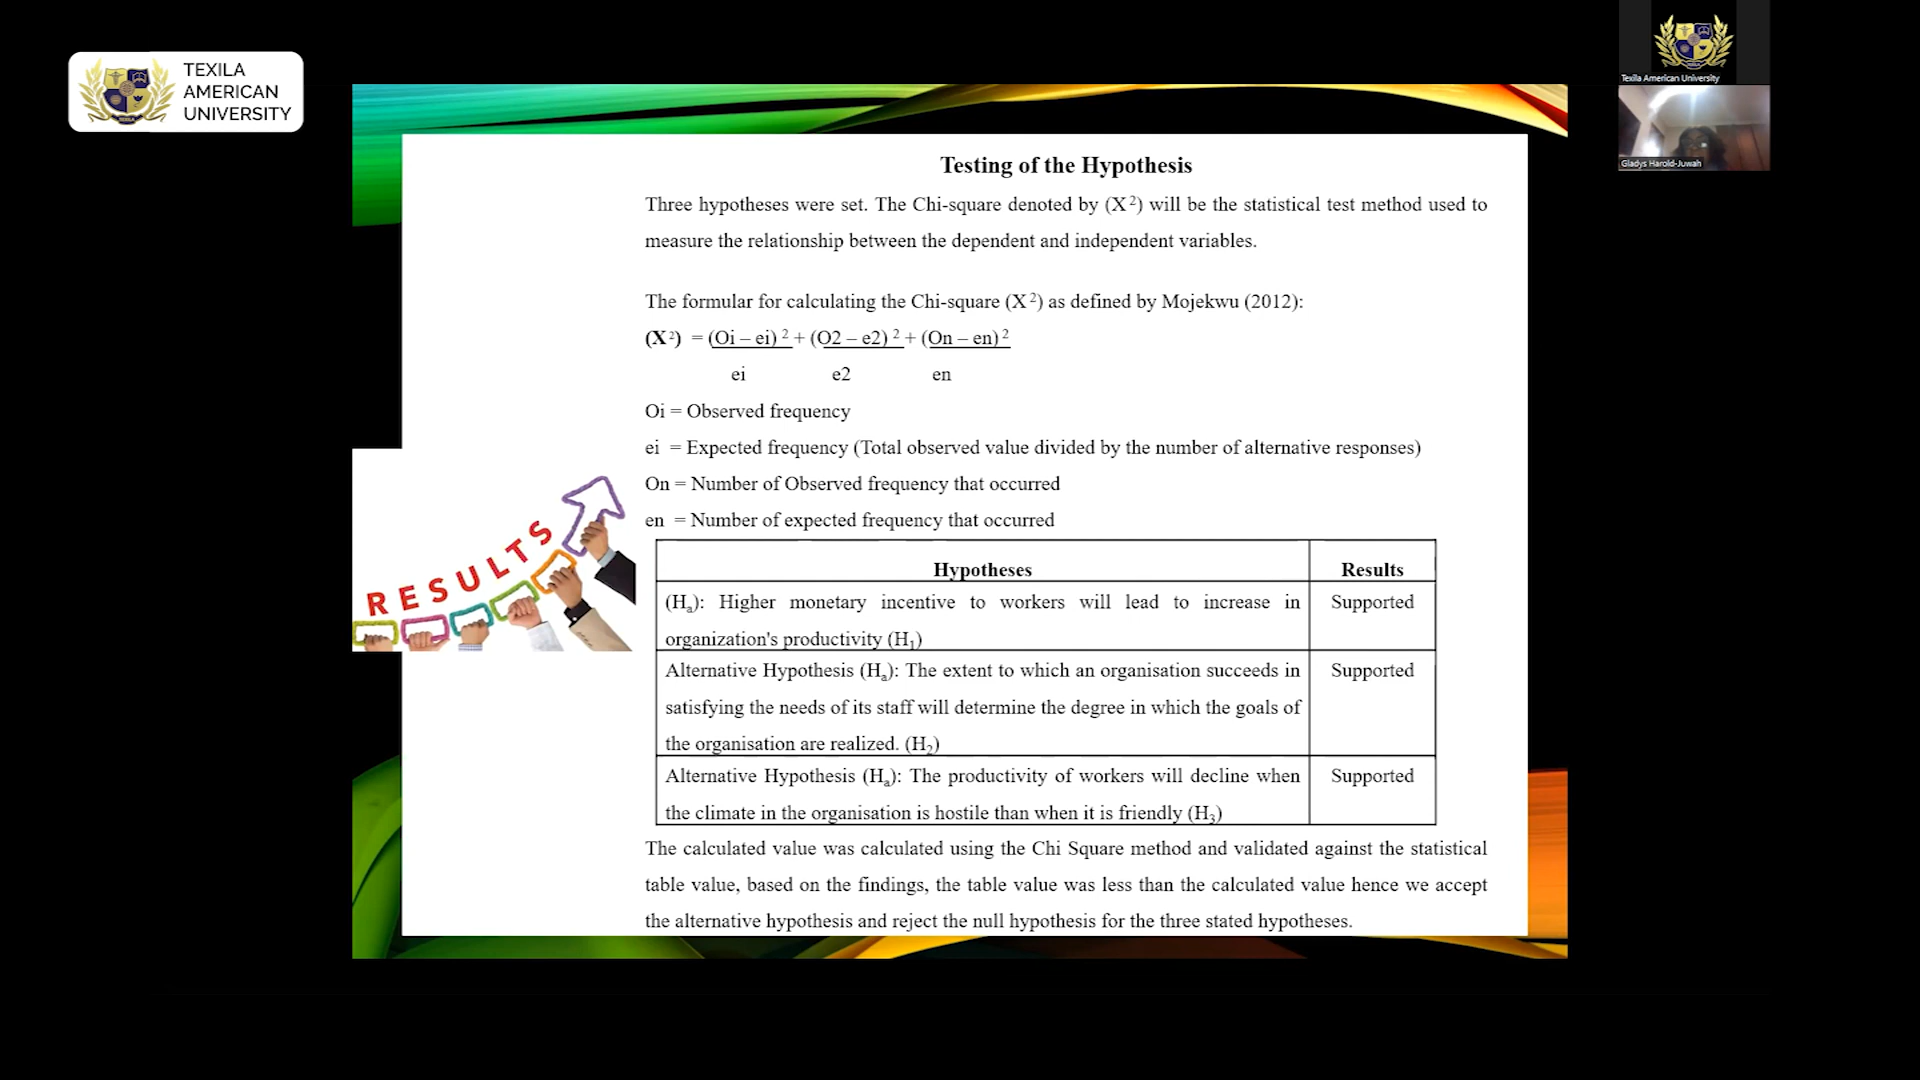 TEXILA
AMERICAN
UNIVERSITY
Texila American University
Gladys Harold-Juwah
Testing of the Hypothesis
Three hypotheses were set. The Chi-square denoted by (X²) will be the statistical test method used to
measure the relationship between the dependent and independent variables.
The formular for calculating the Chi-square (X²) as defined by Mojekwu (2012):
(X²) = (Oi – ei)² + (O2 – e2)² + (On – en)²
ei e2 en
Oi = Observed frequency
ei = Expected frequency (Total observed value divided by the number of alternative responses)
On = Number of Observed frequency that occurred
en = Number of expected frequency that occurred
RESULTS
Hypotheses Results
(Hₐ): Higher monetary incentive to workers will lead to increase in Supported
organization's productivity (H₁)
Alternative Hypothesis (Hₐ): The extent to which an organisation succeeds in Supported
satisfying the needs of its staff will determine the degree in which the goals of
the organisation are realized. (H₂)
Alternative Hypothesis (Hₐ): The productivity of workers will decline when Supported
the climate in the organisation is hostile than when it is friendly (H₃)
The calculated value was calculated using the Chi Square method and validated against the statistical
table value, based on the findings, the table value was less than the calculated value hence we accept
the alternative hypothesis and reject the null hypothesis for the three stated hypotheses.